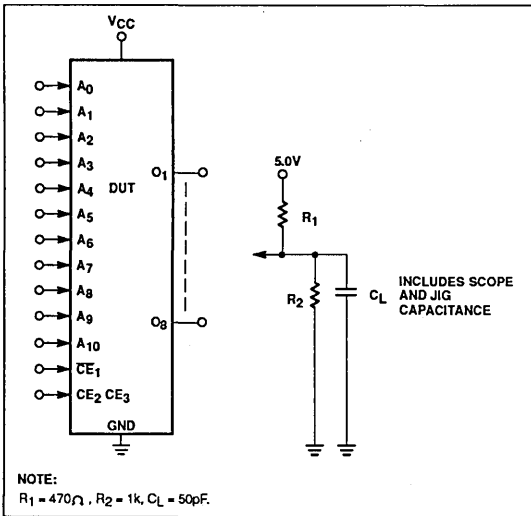 VCC
A0
A1
A2
A3
A4
A5
A6
A7
A8
A9
A10
C̅E̅1
CE2 CE3
DUT
O1
O8
GND
5.0V
R1
R2
CL
INCLUDES SCOPE
AND JIG
CAPACITANCE
NOTE:
R1 = 470Ω , R2 = 1k, CL = 50pF.